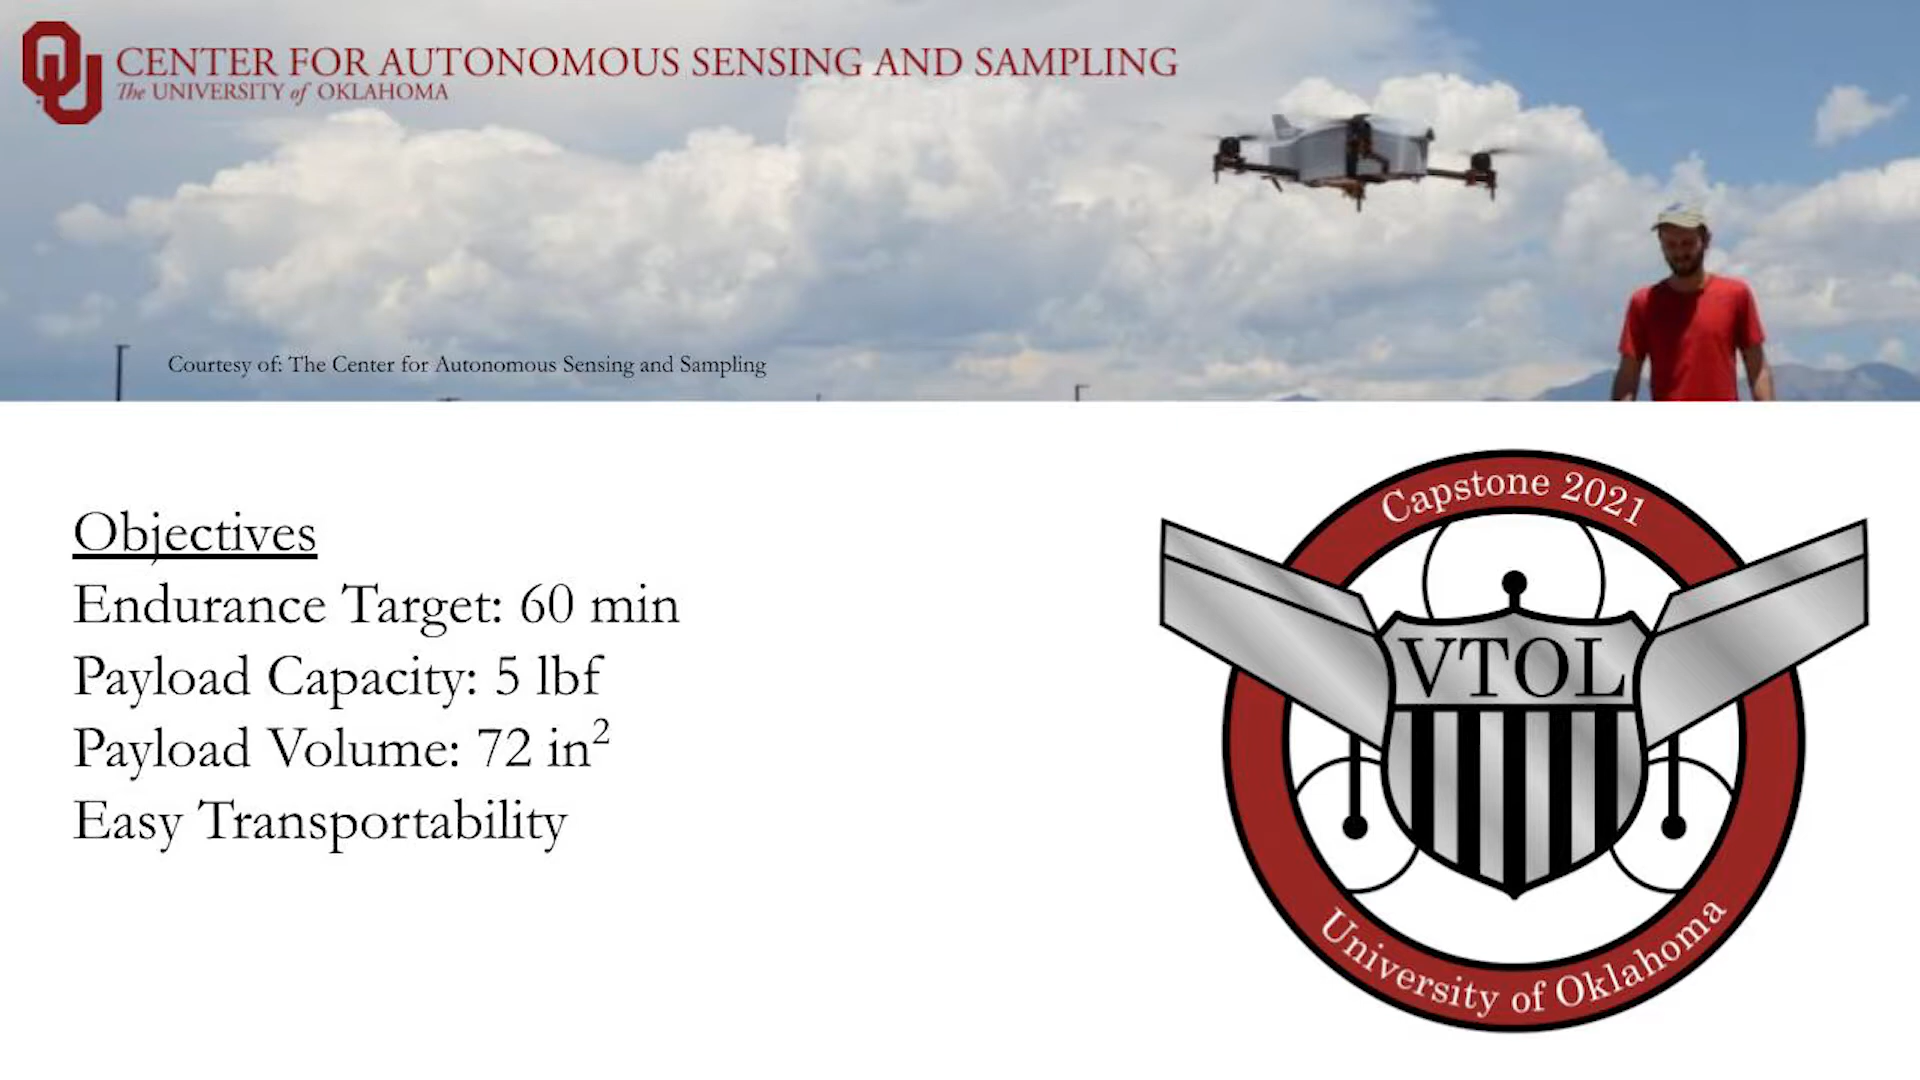 CENTER FOR AUTONOMOUS SENSING AND SAMPLING
The UNIVERSITY of OKLAHOMA
Courtesy of: The Center for Autonomous Sensing and Sampling
Objectives
Endurance Target: 60 min
Payload Capacity: 5 lbf
Payload Volume: 72 in²
Easy Transportability
Capstone 2021
VTOL
University of Oklahoma